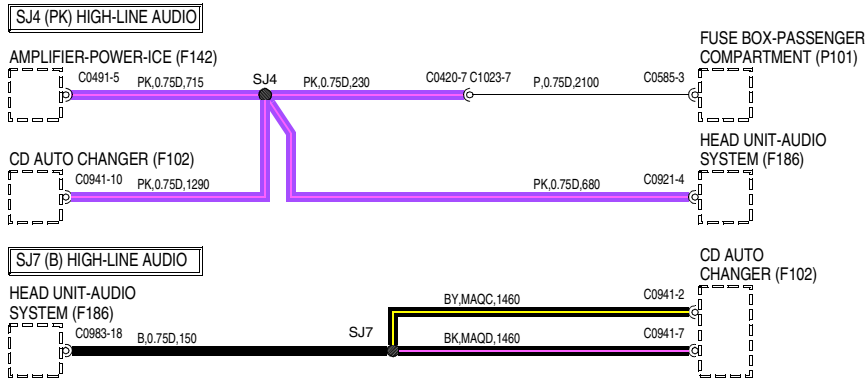 SJ4 (PK) HIGH-LINE AUDIO
AMPLIFIER-POWER-ICE (F142)
FUSE BOX-PASSENGER
COMPARTMENT (P101)
C0491-5 PK,0.75D,715 SJ4 PK,0.75D,230 C0420-7 C1023-7 P,0.75D,2100 C0585-3
CD AUTO CHANGER (F102)
HEAD UNIT-AUDIO
SYSTEM (F186)
C0941-10 PK,0.75D,1290 PK,0.75D,680 C0921-4
SJ7 (B) HIGH-LINE AUDIO
CD AUTO
CHANGER (F102)
HEAD UNIT-AUDIO
SYSTEM (F186)
BY,MAQC,1460 C0941-2
C0983-18 B,0.75D,150 SJ7 BK,MAQD,1460 C0941-7